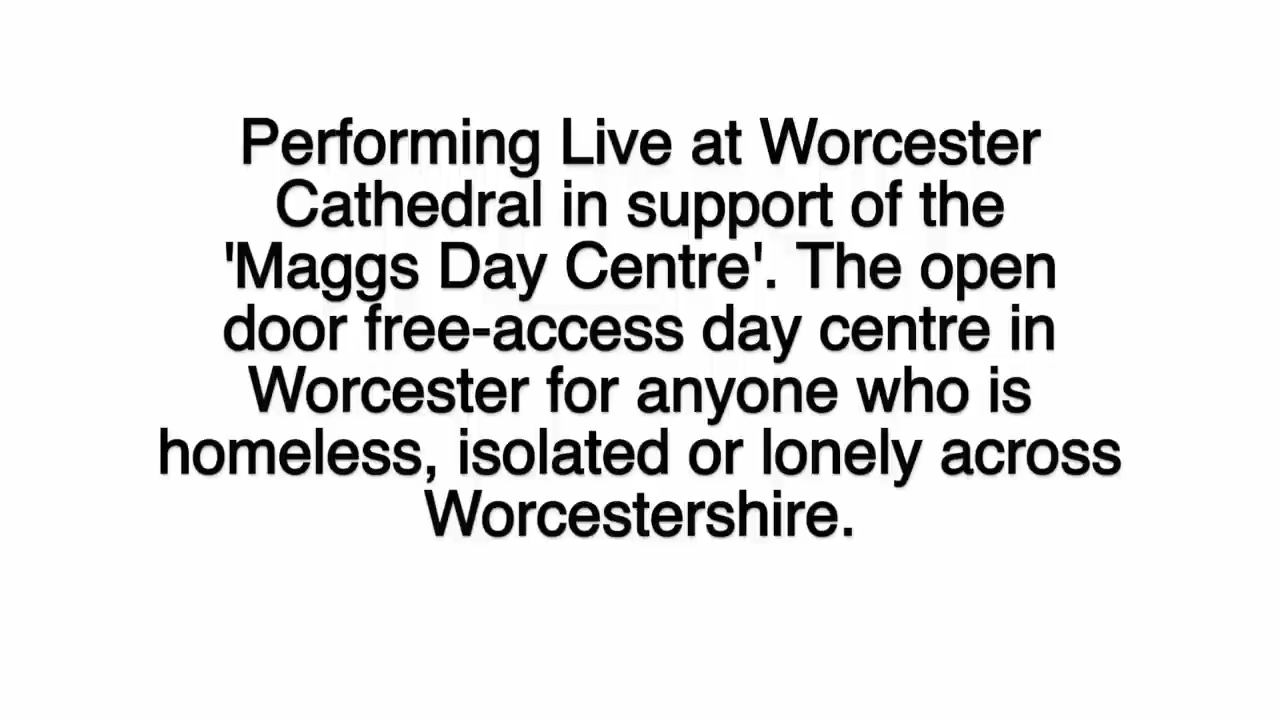 Performing Live at Worcester
Cathedral in support of the
'Maggs Day Centre'. The open
door free-access day centre in
Worcester for anyone who is
homeless, isolated or lonely across
Worcestershire.